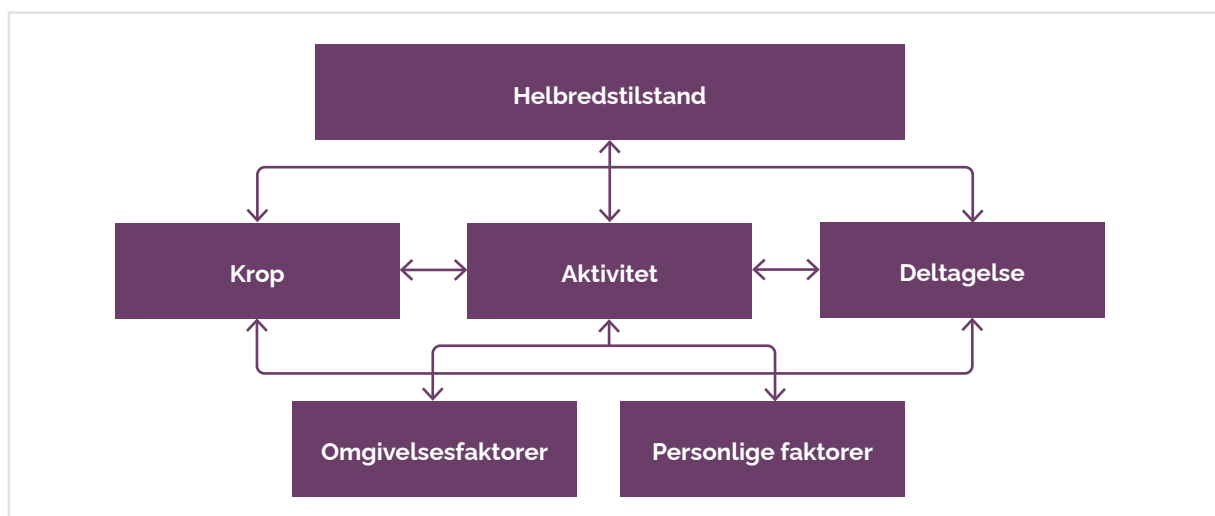 Helbredstilstand
Krop
Aktivitet
Deltagelse
Omgivelsesfaktorer
Personlige faktorer